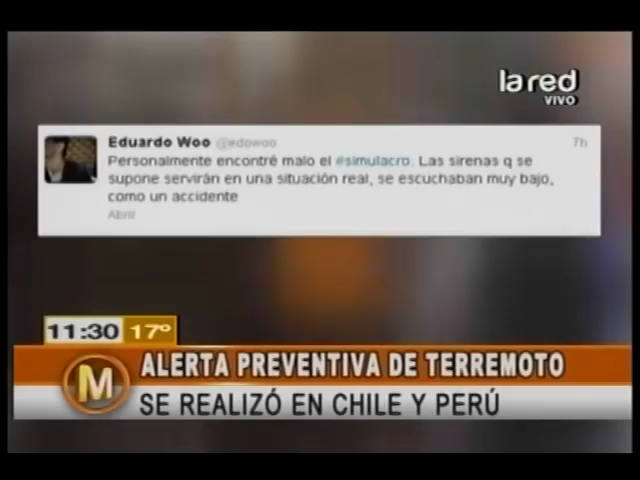 la red
VIVO
Eduardo Woo @edowoo 7h
Personalmente encontré malo el #simulacro. Las sirenas q se
supone servirán en una situación real, se escuchaban muy bajo,
como un accidente
Abrir
11:30 17º
M ALERTA PREVENTIVA DE TERREMOTO
SE REALIZÓ EN CHILE Y PERÚ